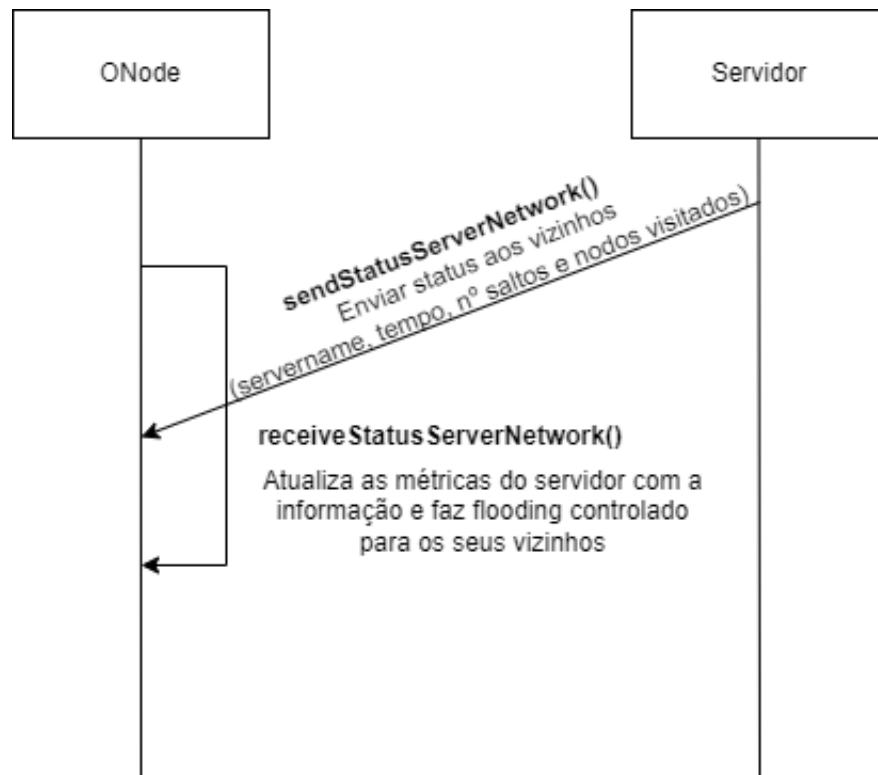 ONode
Servidor
sendStatusServerNetwork()
Enviar status aos vizinhos
(servername, tempo, nº saltos e nodos visitados)
receiveStatusServerNetwork()
Atualiza as métricas do servidor com a
informação e faz flooding controlado
para os seus vizinhos